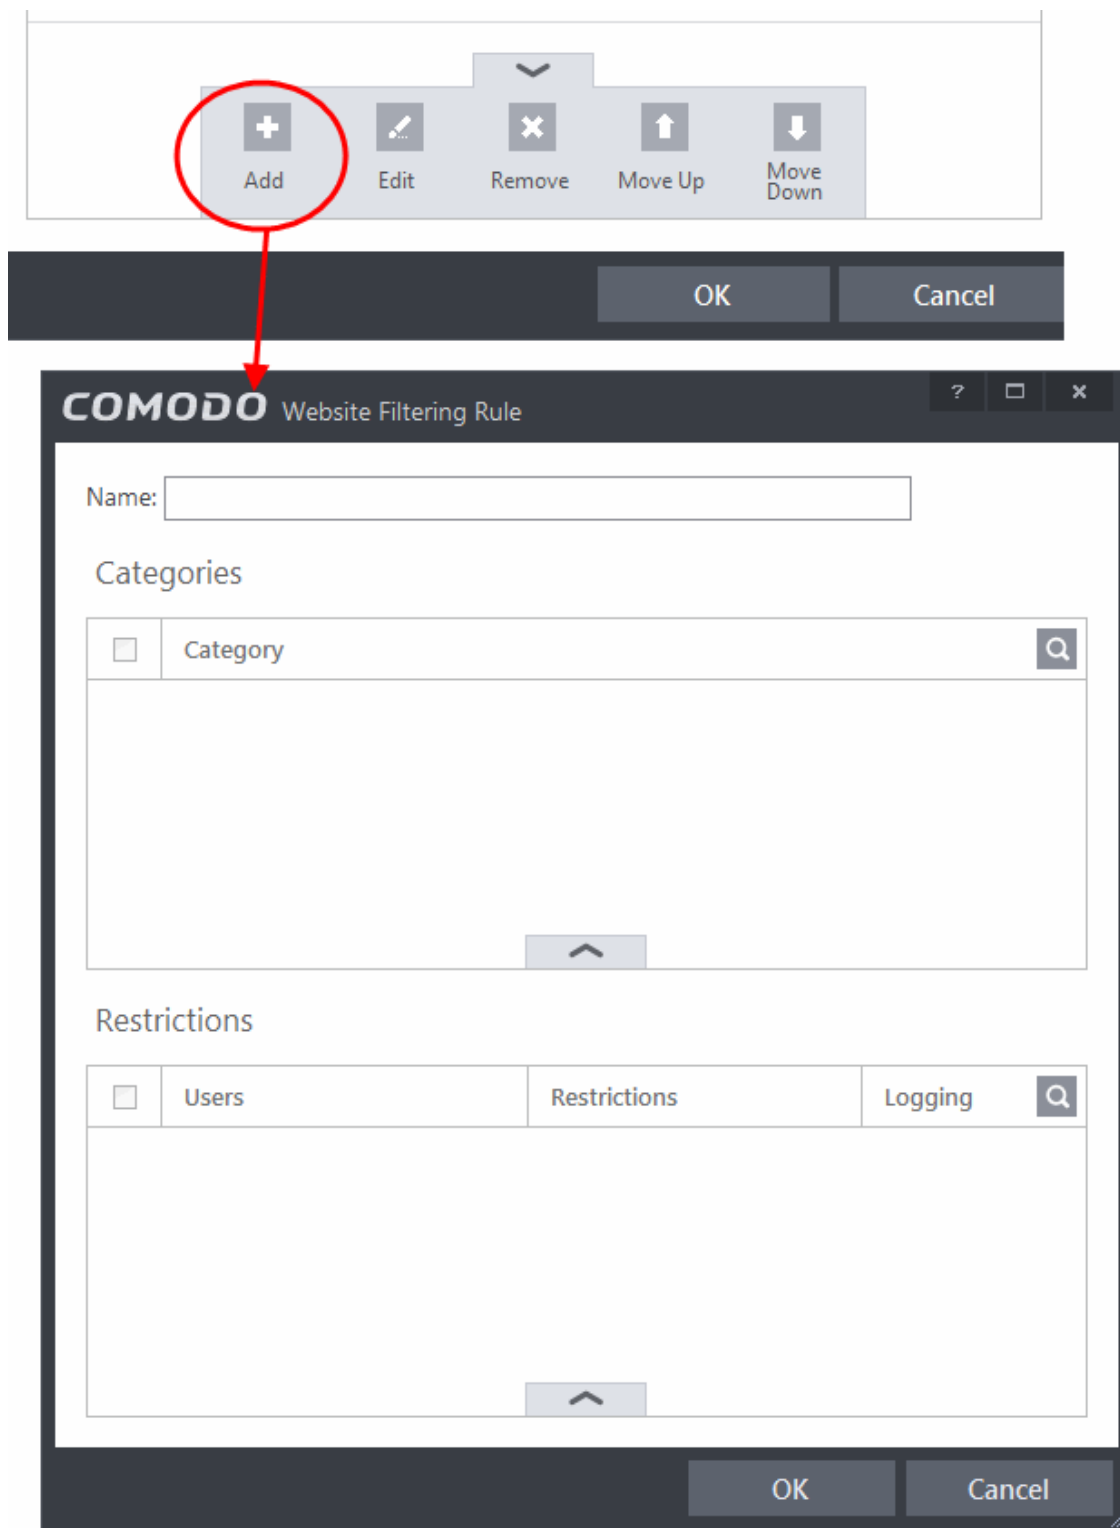 Add
Edit
Remove
Move Up
Move
Down
OK
Cancel
COMODO Website Filtering Rule
?
Name:
Categories
Category
Restrictions
Users
Restrictions
Logging
OK
Cancel